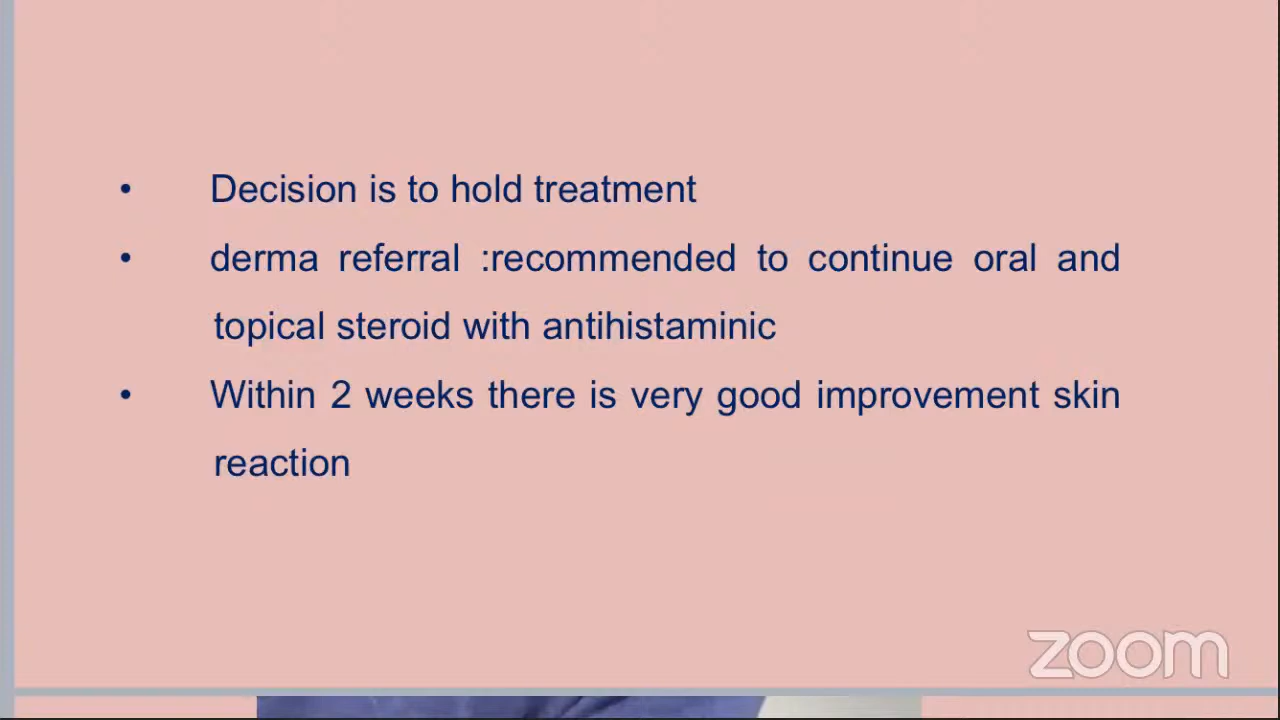 • Decision is to hold treatment
• derma referral :recommended to continue oral and
topical steroid with antihistaminic
• Within 2 weeks there is very good improvement skin
reaction
zoom